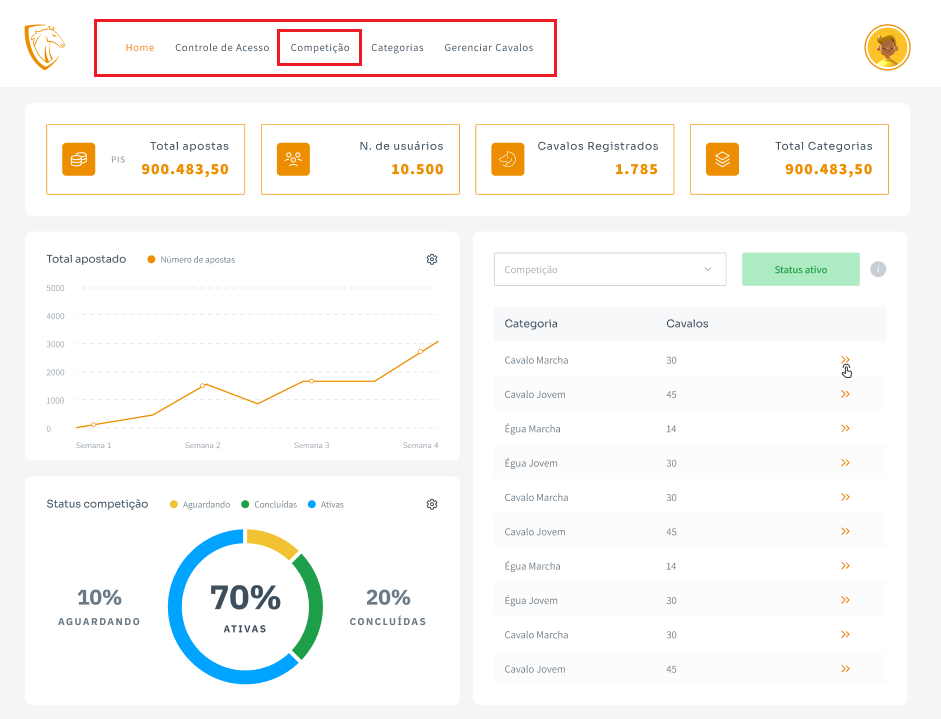 Home Controle de Acesso Competição Categorias Gerenciar Cavalos
Total apostas
PIS 900.483,50
N. de usuários
10.500
Cavalos Registrados
1.785
Total Categorias
900.483,50
Total apostado Número de apostas
5000
4000
3000
2000
1000
0
Semana 1 Semana 2 Semana 3 Semana 4
Status competição Aguardando Concluídas Ativas
10%
AGUARDANDO
70%
ATIVAS
20%
CONCLUÍDAS
Competição Status ativo i
Categoria Cavalos
Cavalo Marcha 30
Cavalo Jovem 45
Égua Marcha 14
Égua Jovem 30
Cavalo Marcha 30
Cavalo Jovem 45
Égua Marcha 14
Égua Jovem 30
Cavalo Marcha 30
Cavalo Jovem 45